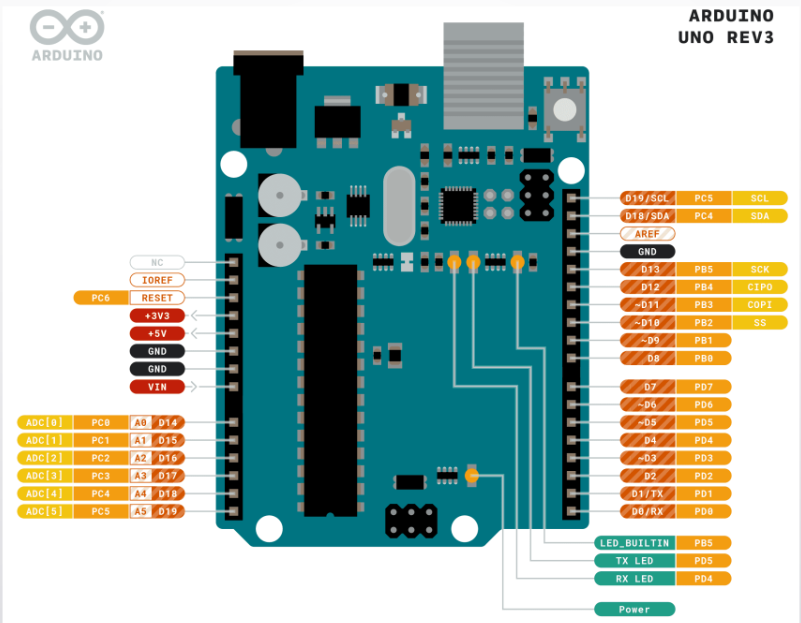 ARDUINO
ARDUINO
UNO REV3
D19/SCL PC5 SCL
D18/SDA PC4 SDA
AREF
GND
D13 PB5 SCK
D12 PB4 CIPO
~D11 PB3 COPI
~D10 PB2 SS
~D9 PB1
D8 PB0
D7 PD7
~D6 PD6
~D5 PD5
D4 PD4
~D3 PD3
D2 PD2
D1/TX PD1
D0/RX PD0
NC
IOREF
PC6 RESET
+3V3
+5V
GND
GND
VIN
ADC[0] PC0 A0 D14
ADC[1] PC1 A1 D15
ADC[2] PC2 A2 D16
ADC[3] PC3 A3 D17
ADC[4] PC4 A4 D18
ADC[5] PC5 A5 D19
LED_BUILTIN PB5
TX LED PD5
RX LED PD4
Power